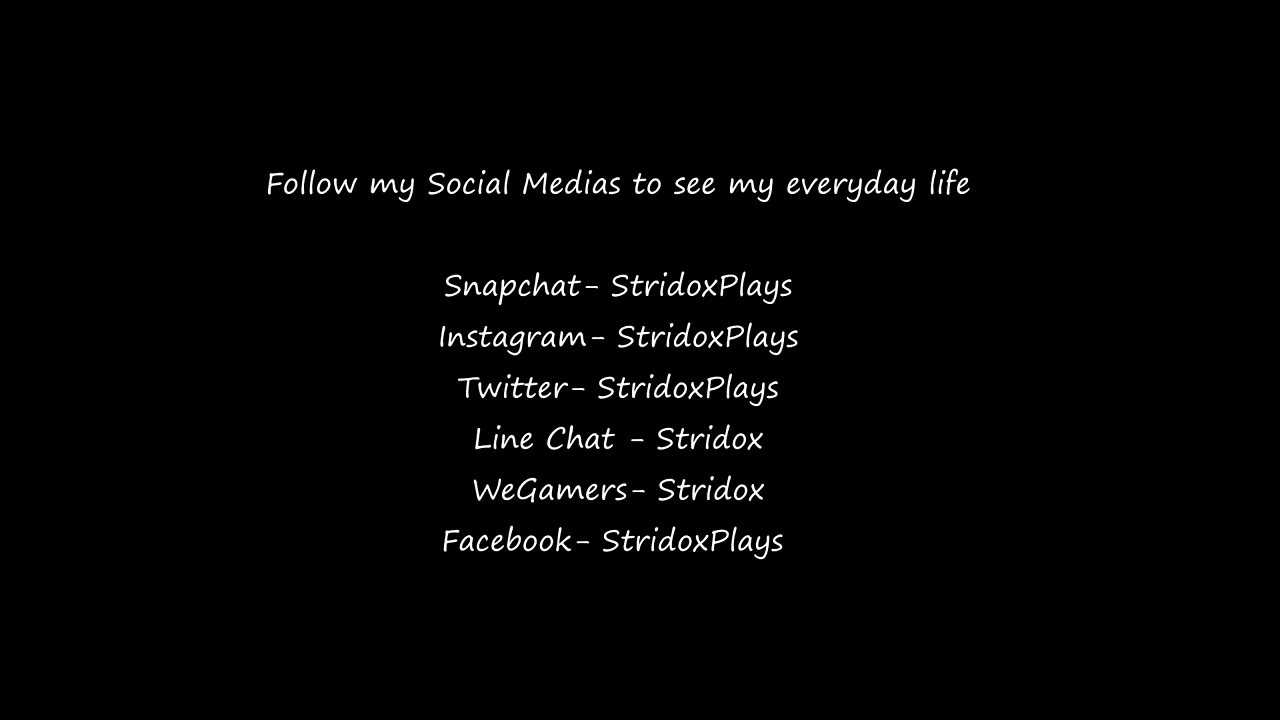 Follow my Social Medias to see my everyday life
Snapchat- StridoxPlays
Instagram- StridoxPlays
Twitter- StridoxPlays
Line Chat - Stridox
WeGamers- Stridox
Facebook- StridoxPlays